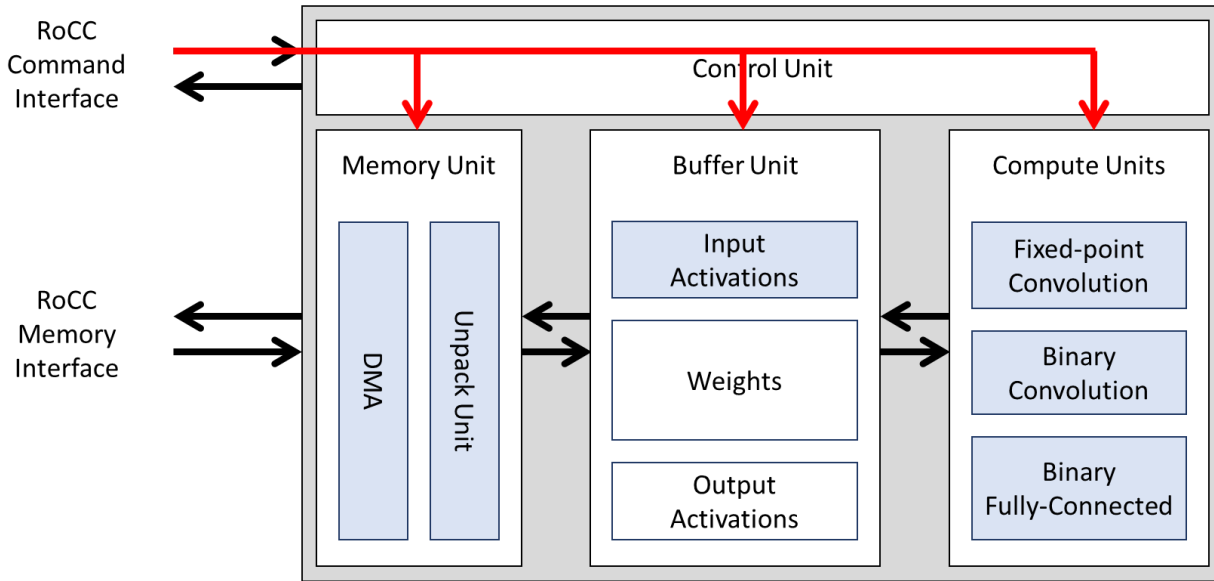 RoCC
Command
Interface
Control Unit
Memory Unit
Buffer Unit
Compute Units
RoCC
Memory
Interface
DMA
Unpack Unit
Input
Activations
Weights
Output
Activations
Fixed-point
Convolution
Binary
Convolution
Binary
Fully-Connected